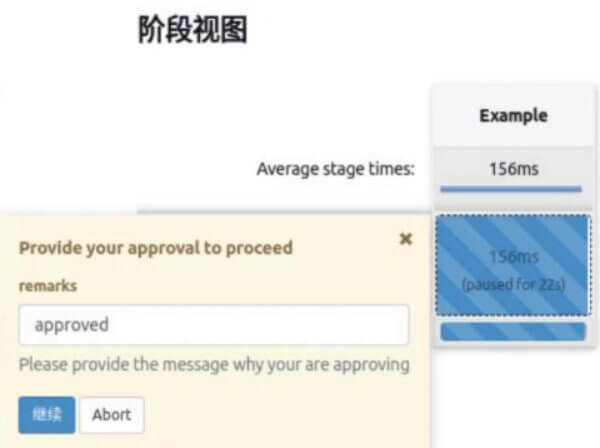 阶段视图
Example
Average stage times:
156ms
Provide your approval to proceed
×
156ms
(paused for 22s)
remarks
approved
Please provide the message why your are approving
继续
Abort